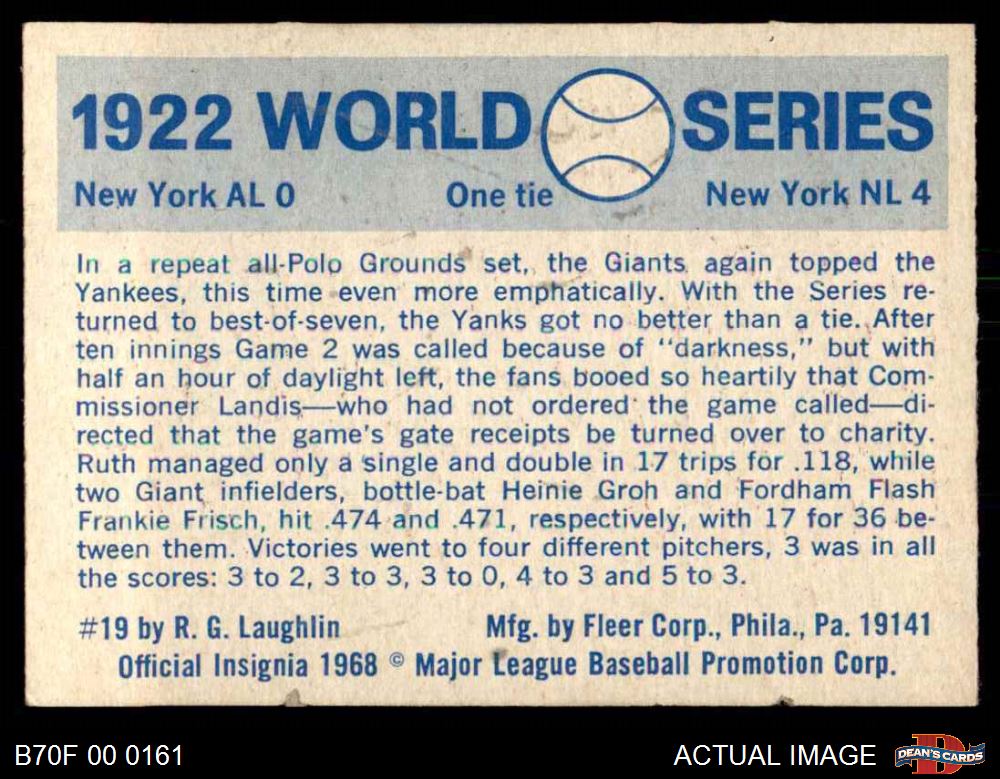 1922 WORLD SERIES
New York AL 0 One tie New York NL 4
In a repeat all-Polo Grounds set, the Giants again topped the
Yankees, this time even more emphatically. With the Series re-
turned to best-of-seven, the Yanks got no better than a tie. After
ten innings Game 2 was called because of "darkness," but with
half an hour of daylight left, the fans booed so heartily that Com-
missioner Landis—who had not ordered the game called—di-
rected that the game's gate receipts be turned over to charity.
Ruth managed only a single and double in 17 trips for .118, while
two Giant infielders, bottle-bat Heinie Groh and Fordham Flash
Frankie Frisch, hit .474 and .471, respectively, with 17 for 36 be-
tween them. Victories went to four different pitchers, 3 was in all
the scores: 3 to 2, 3 to 3, 3 to 0, 4 to 3 and 5 to 3.
#19 by R. G. Laughlin Mfg. by Fleer Corp., Phila., Pa. 19141
Official Insignia 1968 © Major League Baseball Promotion Corp.
B70F 00 0161 ACTUAL IMAGE D DEAN'S CARDS